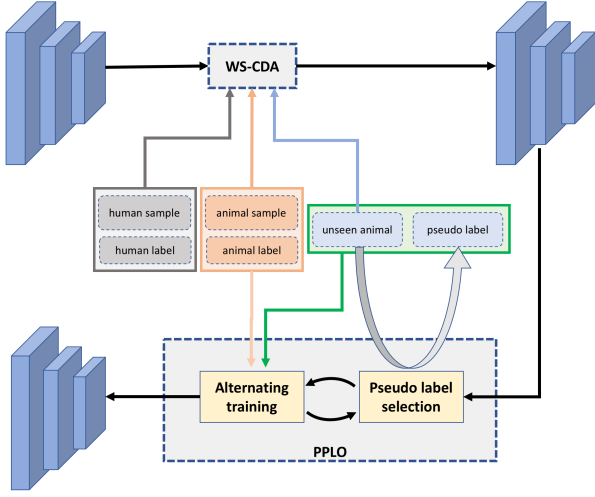 WS-CDA
human sample
human label
animal sample
animal label
unseen animal
pseudo label
Alternating
training
Pseudo label
selection
PPLO